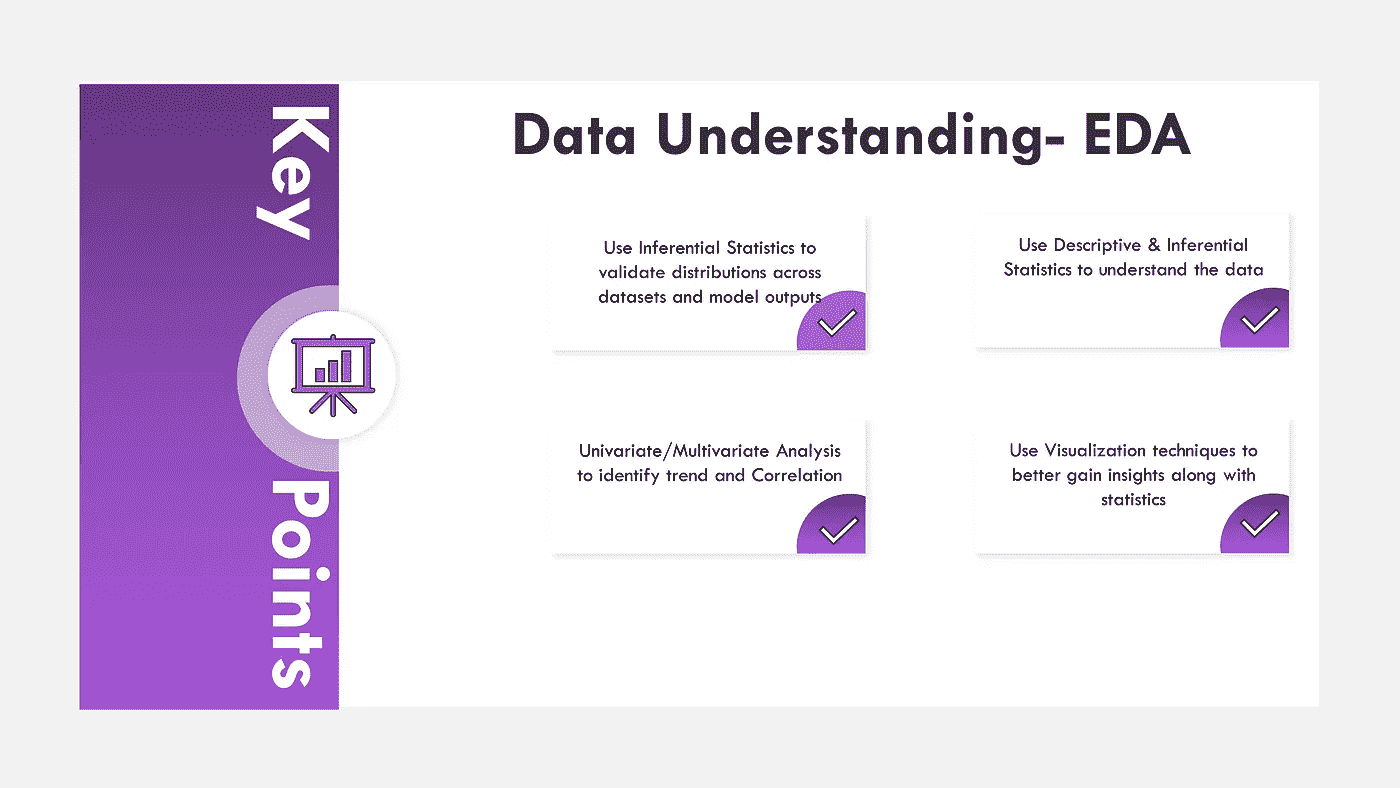 Key Points
Data Understanding- EDA
Use Inferential Statistics to
validate distributions across
datasets and model outputs
Use Descriptive & Inferential
Statistics to understand the data
Univariate/Multivariate Analysis
to identify trend and Correlation
Use Visualization techniques to
better gain insights along with
statistics